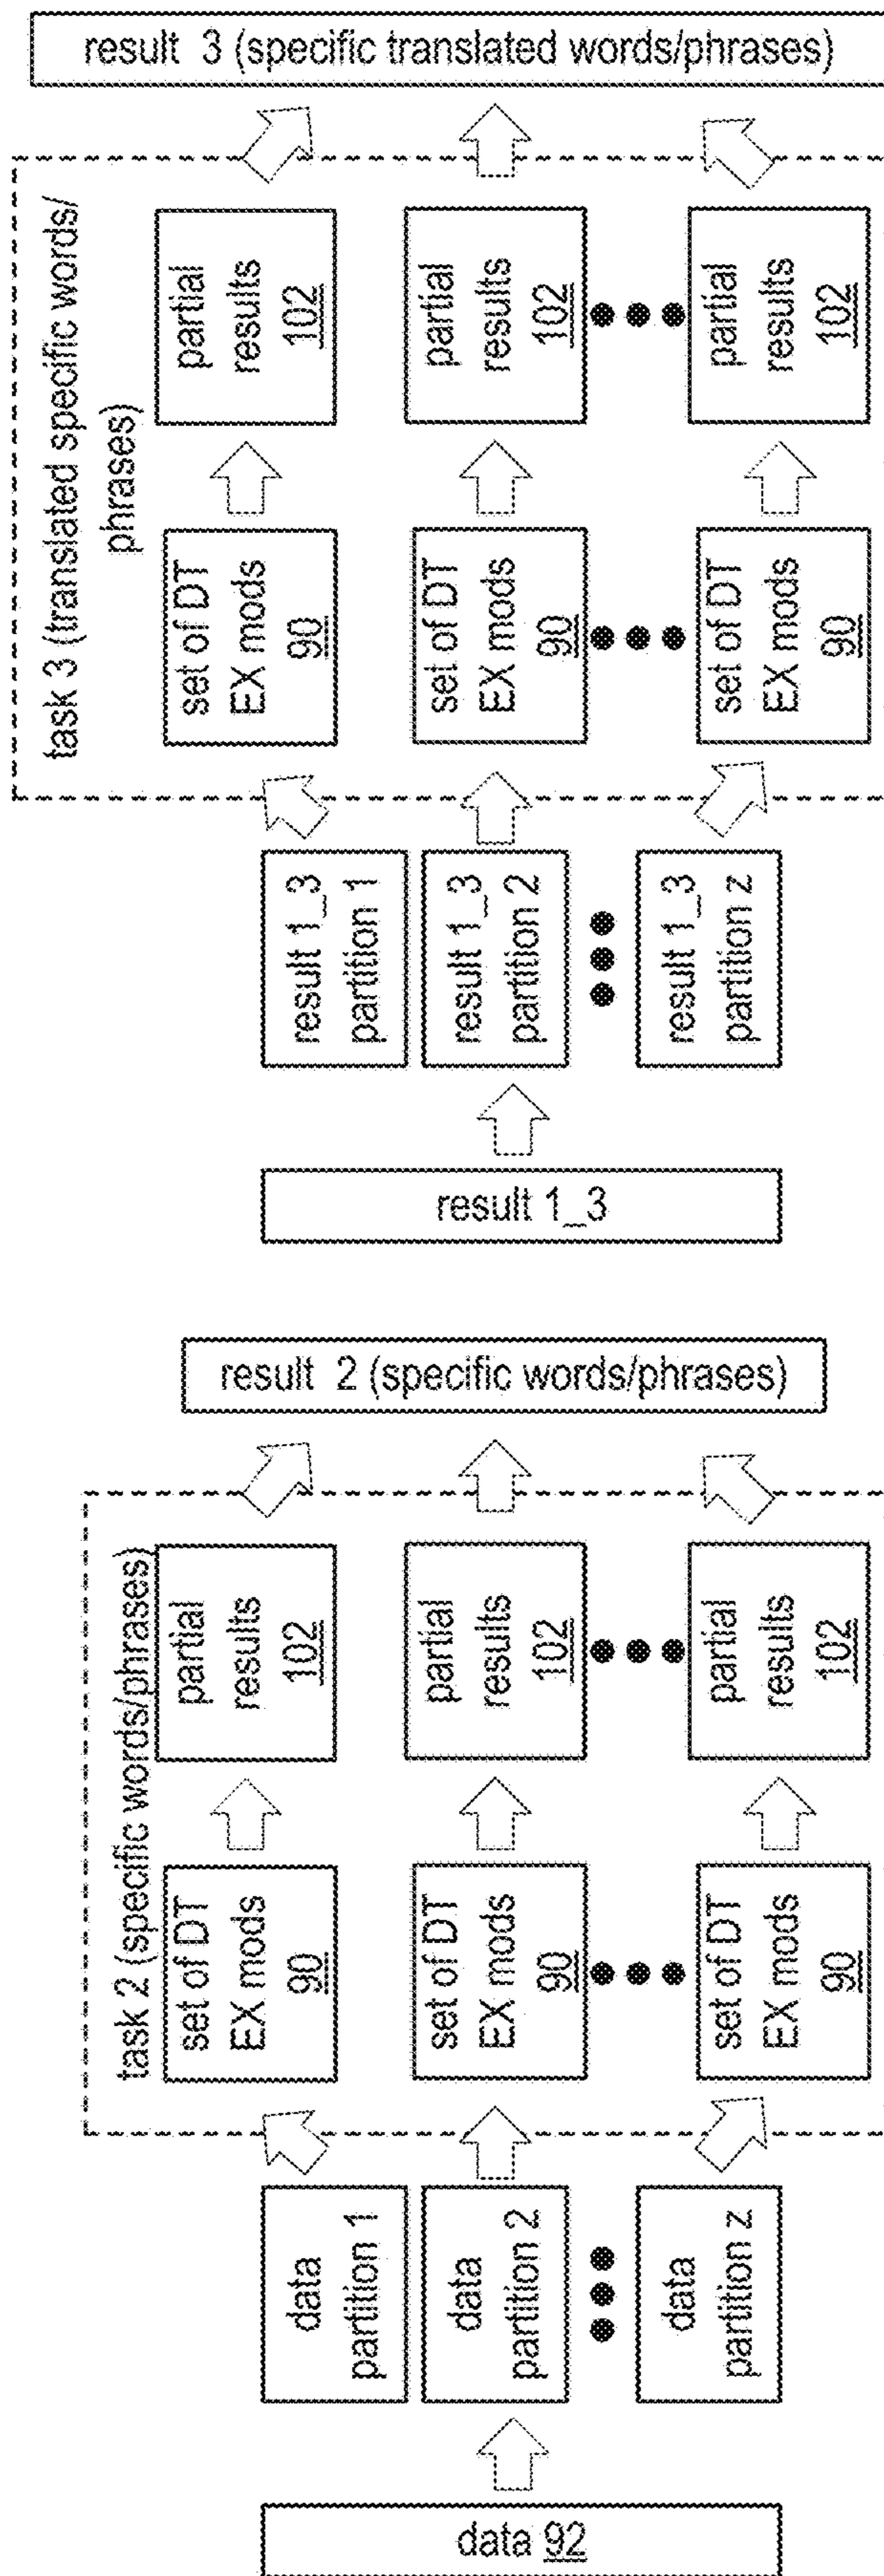 data 92
data
partition 1
data
partition 2
data
partition z
task 2 (specific words/phrases)
set of DT
EX mods
90
partial
results
102
set of DT
EX mods
90
partial
results
102
set of DT
EX mods
90
partial
results
102
result 2 (specific words/phrases)
result 1_3
result 1_3
partition 1
result 1_3
partition 2
result 1_3
partition z
task 3 (translated specific words/
phrases)
set of DT
EX mods
90
partial
results
102
set of DT
EX mods
90
partial
results
102
set of DT
EX mods
90
partial
results
102
result 3 (specific translated words/phrases)